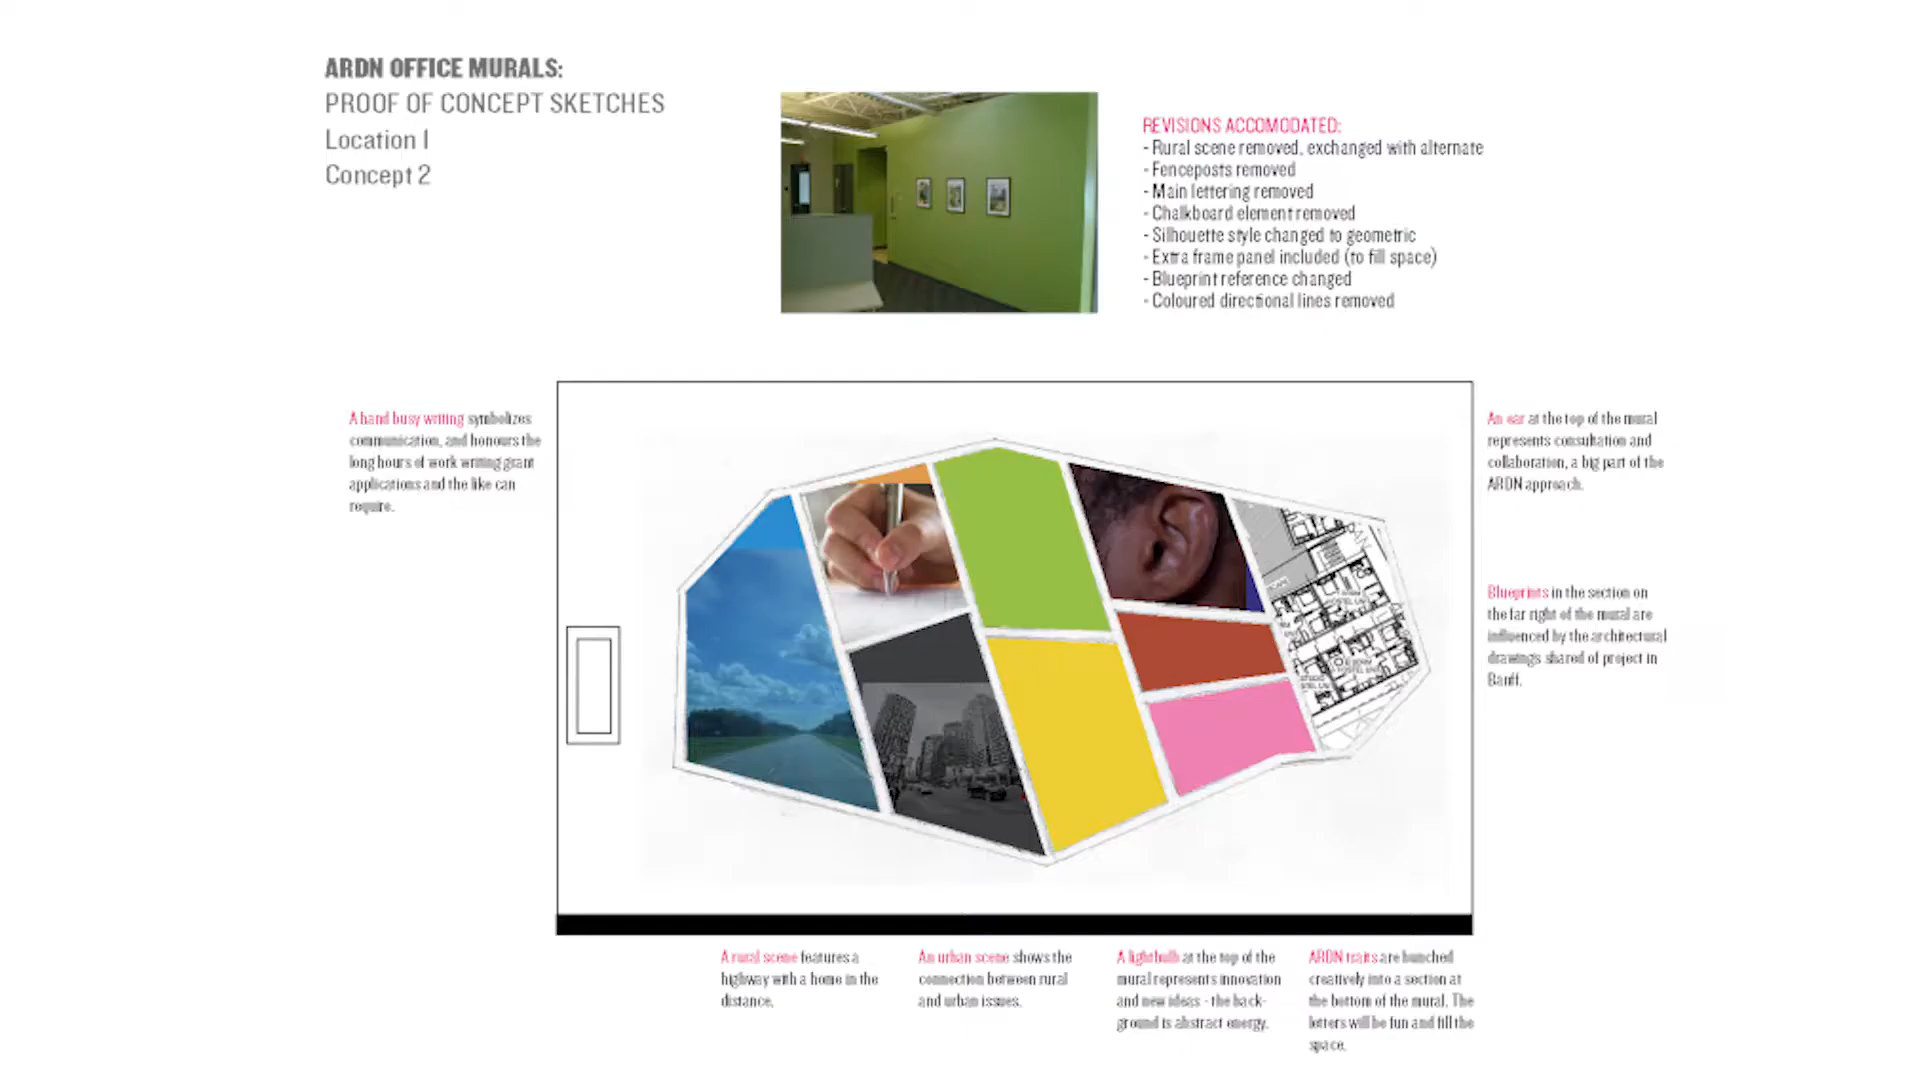 ARDN OFFICE MURALS:
PROOF OF CONCEPT SKETCHES
Location 1
Concept 2
REVISIONS ACCOMODATED:
- Rural scene removed, exchanged with alternate
- Fenceposts removed
- Main lettering removed
- Chalkboard element removed
- Silhouette style changed to geometric
- Extra frame panel included (to fill space)
- Blueprint reference changed
- Coloured directional lines removed
A hand busy writing symbolizes
communication, and honours the
long hours of work writing grant
applications and the like can
require.
An ear at the top of the mural
represents consultation and
collaboration, a big part of the
ARDN approach.
Blueprints in the section on
the far right of the mural are
influenced by the architectural
drawings shared of project in
Banff.
A rural scene features a
highway with a home in the
distance.
An urban scene shows the
connection between rural
and urban issues.
A lightbulb at the top of the
mural represents innovation
and new ideas - the back-
ground is abstract energy.
ARDN traits are bunched
creatively into a section at
the bottom of the mural. The
letters will be fun and fill the
space.